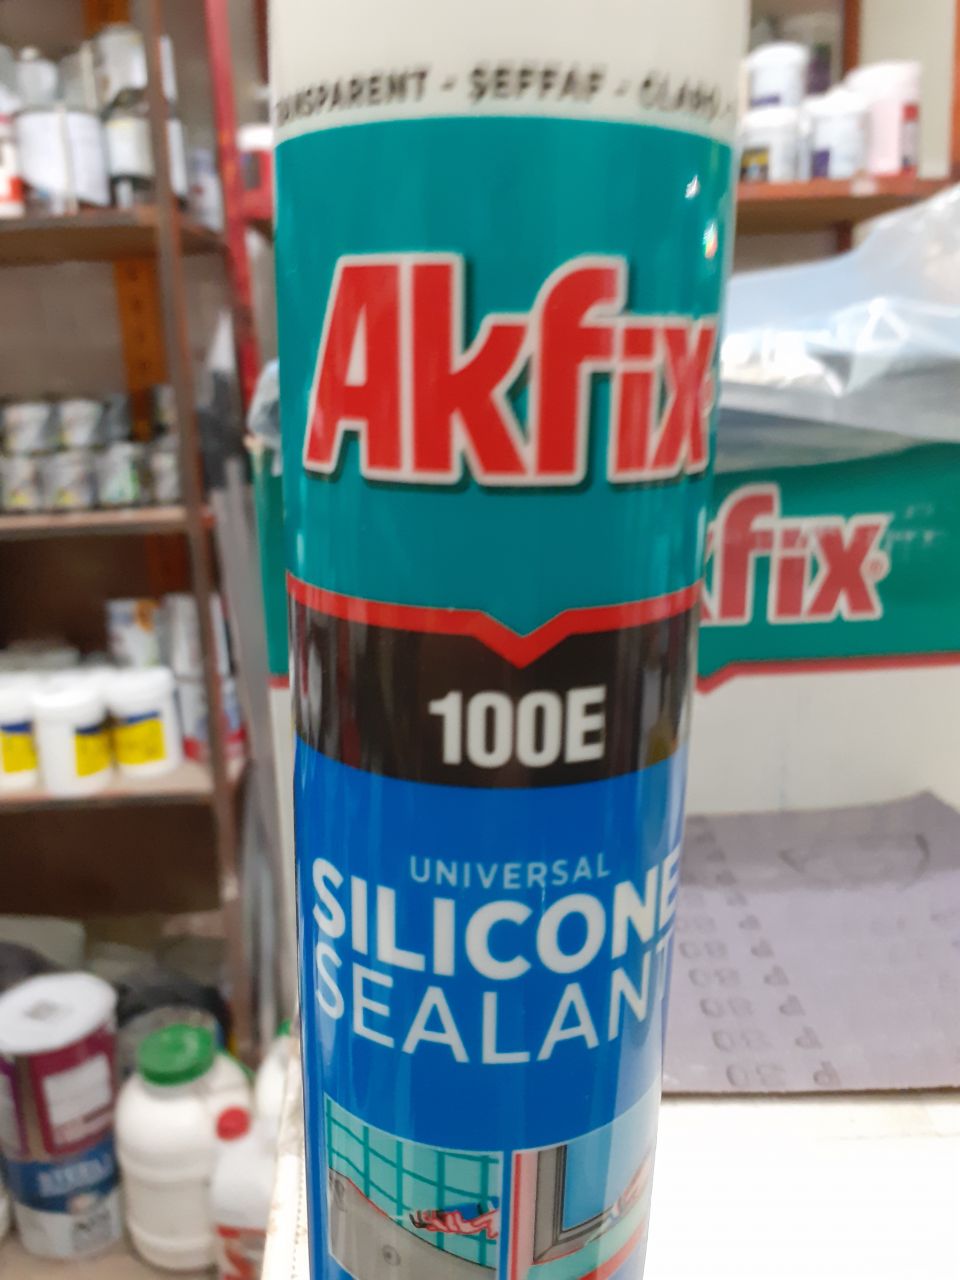 TRANSPARENT - ŞEFFAF -
Akfix
kfix®
100E
UNIVERSAL
SILICONE
SEALANT